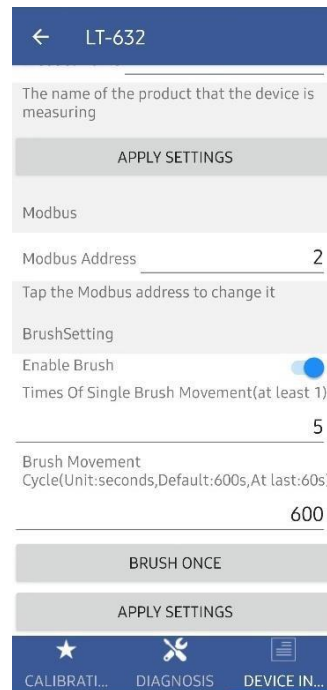 LT-632
The name of the product that the device is
measuring
APPLY SETTINGS
Modbus
Modbus Address
2
Tap the Modbus address to change it
BrushSetting
Enable Brush
Times Of Single Brush Movement(at least 1)
5
Brush Movement
Cycle(Unit:seconds,Default:600s,At last:60s)
600
BRUSH ONCE
APPLY SETTINGS
CALIBRATI...
DIAGNOSIS
DEVICE IN...